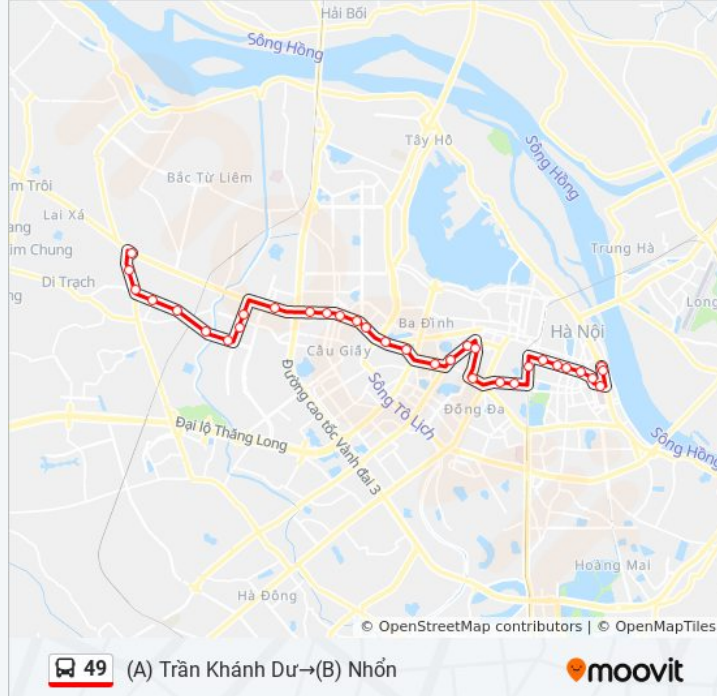 Hải Bối
Sông Hồng
Tây Hồ
Sông Hồng
Bắc Từ Liêm
m Trôi
Lai Xá
ang
im Chung
Trung Hà
Di Trạch
ng
Long
Ba Đình
Hà Nội
Cầu Giấy
Đường cao tốc Vành đai 3
Sông Tô Lịch
Đống Đa
Đại lộ Thăng Long
Sông Hồng
Hoàng Mai
Hà Đông
© OpenStreetMap contributors | © OpenMapTiles
49 (A) Trần Khánh Dư→(B) Nhổn
moovit